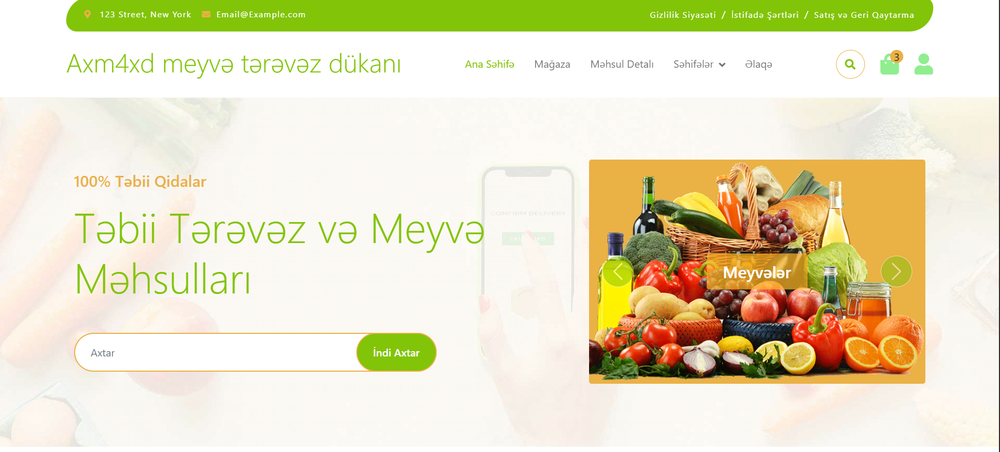 123 Street, New York Email@Example.com Gizlilik Siyasəti / İstifadə Şərtləri / Satış və Geri Qaytarma
Axm4xd meyvə tərəvəz dükanı Ana Səhifə Mağaza Məhsul Detalı Səhifələr Əlaqə 3
100% Təbii Qidalar
Təbii Tərəvəz və Meyvə
Məhsulları
CONFIRM DELIVERY
Meyvələr
Axtar İndi Axtar